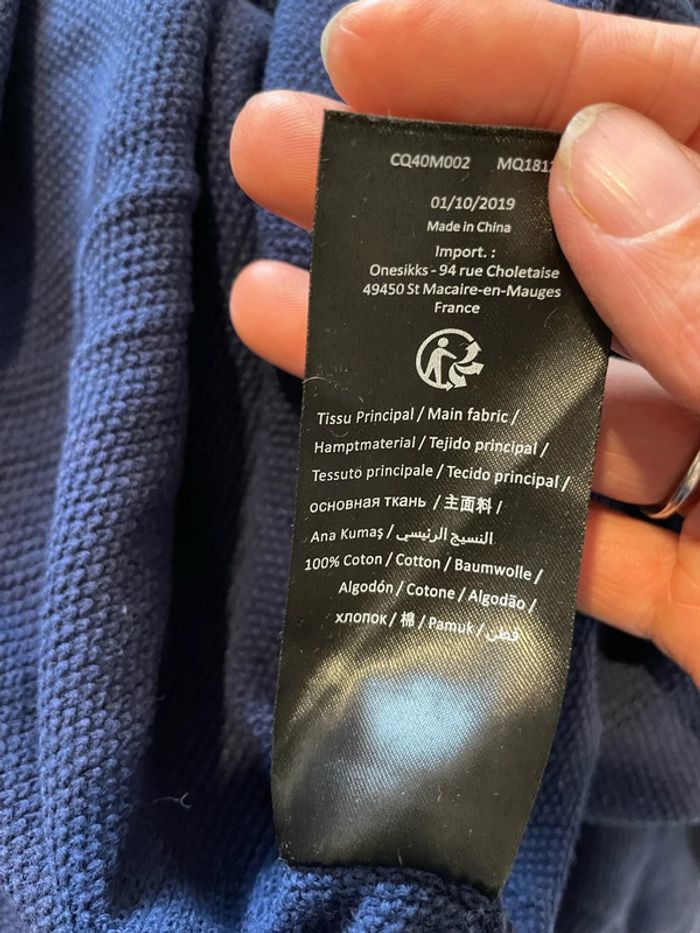 CQ40M002 MQ181
01/10/2019
Made in China
Import. :
Onesikks - 94 rue Choletaise
49450 St Macaire-en-Mauges
France
Tissu Principal / Main fabric /
Hamptmaterial / Tejido principal /
Tessuto principale / Tecido principal /
основная ткань / 主面料 /
Ana Kumaş / النسيج الرئيسي
100% Coton / Cotton / Baumwolle /
Algodón / Cotone / Algodão /
хлопок / 棉 / Pamuk / قطن